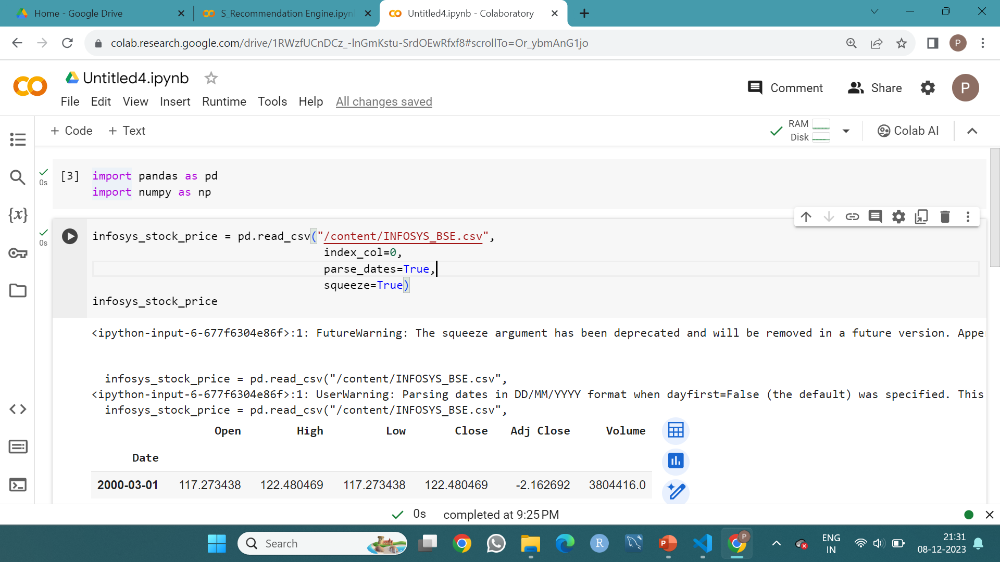 Home - Google Drive
S_Recommendation Engine.ipyn
Untitled4.ipynb - Colaboratory
colab.research.google.com/drive/1RWzfUCnDCz_-lnGmKstu-SrdOEwRfxf8#scrollTo=Or_ybmAnG1jo
P
Untitled4.ipynb
Comment
Share
P
File Edit View Insert Runtime Tools Help All changes saved
+ Code + Text
RAM
Disk
Colab AI
0s
[3] import pandas as pd
import numpy as np
{x}
0s
infosys_stock_price = pd.read_csv("/content/INFOSYS_BSE.csv",
index_col=0,
parse_dates=True,
squeeze=True)
infosys_stock_price
<ipython-input-6-677f6304e86f>:1: FutureWarning: The squeeze argument has been deprecated and will be removed in a future version. Appe
infosys_stock_price = pd.read_csv("/content/INFOSYS_BSE.csv",
<ipython-input-6-677f6304e86f>:1: UserWarning: Parsing dates in DD/MM/YYYY format when dayfirst=False (the default) was specified. This
infosys_stock_price = pd.read_csv("/content/INFOSYS_BSE.csv",
Open High Low Close Adj Close Volume
Date
2000-03-01 117.273438 122.480469 117.273438 122.480469 -2.162692 3804416.0
0s completed at 9:25 PM
Search
R
P
P
ENG
IN
21:31
08-12-2023